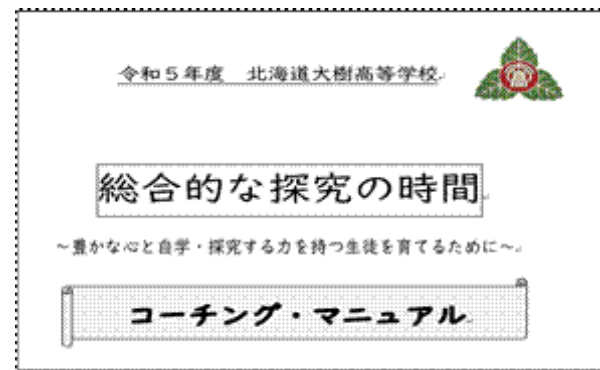 令和５年度　北海道大樹高等学校
総合的な探究の時間
～豊かな心と自学・探究する力を持つ生徒を育てるために～
コーチング・マニュアル